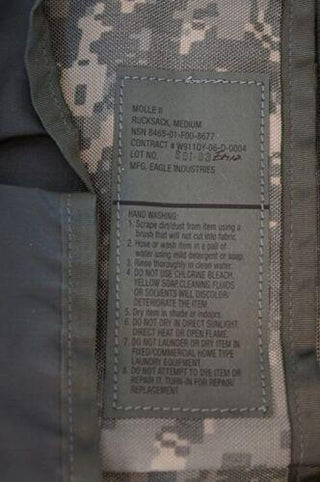 MOLLE II
RUCKSACK, MEDIUM
NSN 8465-01-F00-8677
CONTRACT # W911QY-06-D-0004
LOT NO.
MFG. EAGLE INDUSTRIES
HAND WASHING:
1. Scrape dirt/dust from item using a
brush that will not cut into fabric.
2. Hose or wash item in a pail of
water using mild detergent or soap.
3. Rinse thoroughly in clean water.
4. DO NOT USE CHLORINE BLEACH,
YELLOW SOAP, CLEANING FLUIDS
OR SOLVENTS WILL DISCOLOR/
DETERIORATE THE ITEM.
5. Dry item in shade or indoors.
6. DO NOT DRY IN DIRECT SUNLIGHT,
DIRECT HEAT OR OPEN FLAME.
7. DO NOT LAUNDER OR DRY ITEM IN
FIXED/COMMERCIAL HOME TYPE
LAUNDRY EQUIPMENT.
8. DO NOT ATTEMPT TO DYE ITEM OR
REPAIR IT. TURN-IN FOR REPAIR/
REPLACEMENT.